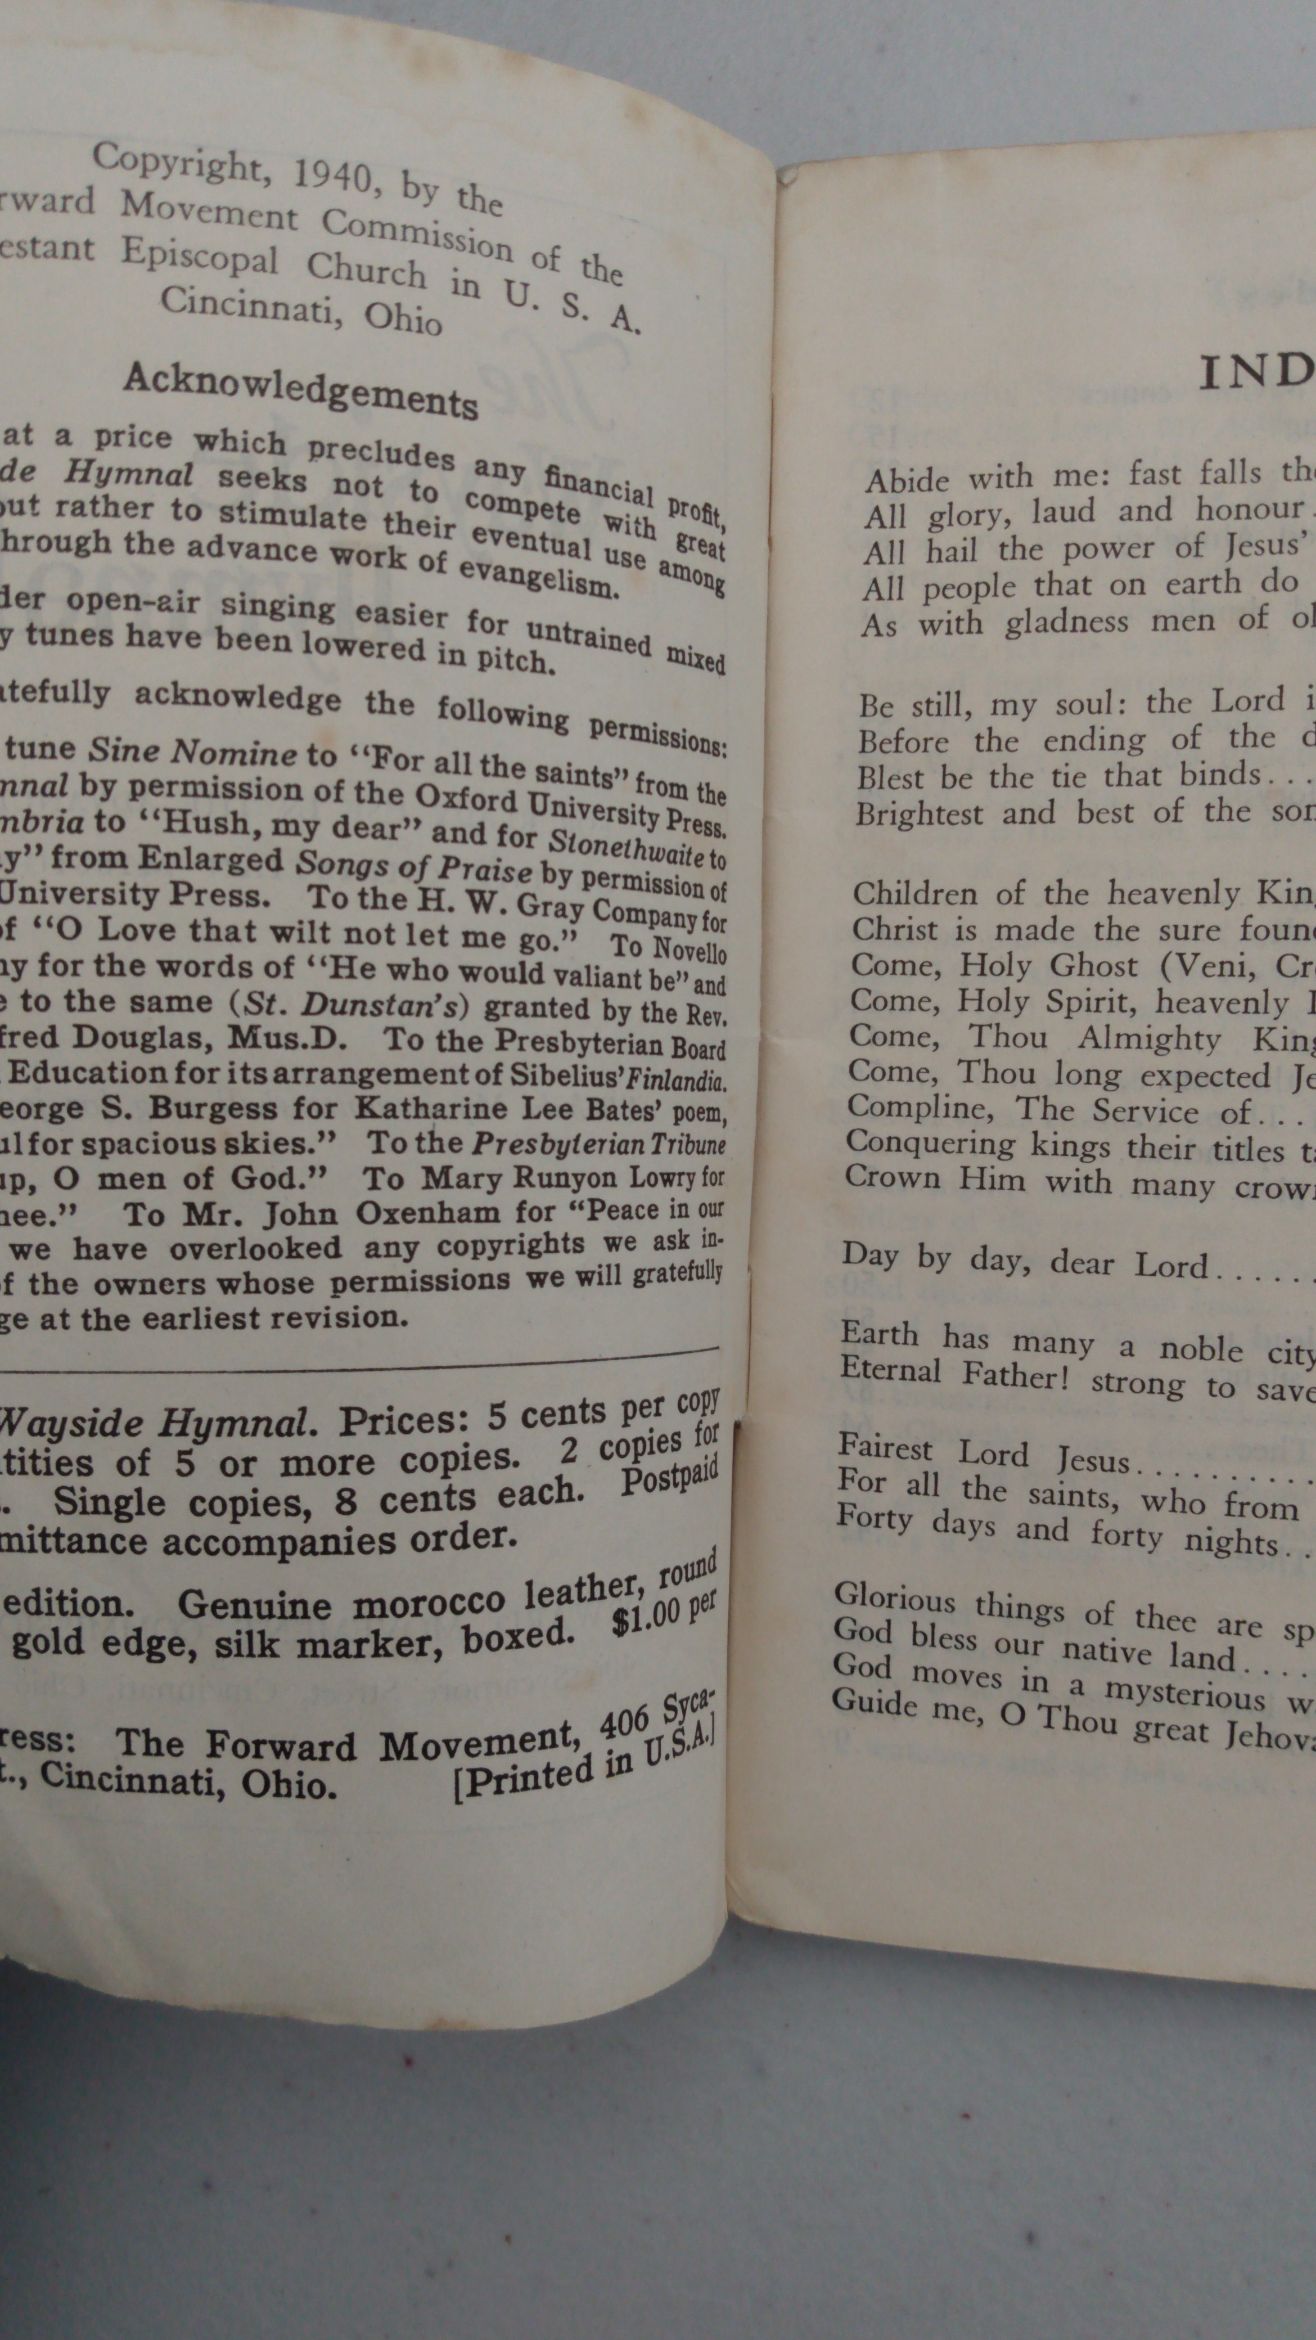 Copyright, 1940, by the
rward Movement Commission of the
estant Episcopal Church in U. S. A.
Cincinnati, Ohio
Acknowledgements
at a price which precludes any financial profit,
de Hymnal seeks not to compete with great
out rather to stimulate their eventual use among
hrough the advance work of evangelism.
der open-air singing easier for untrained mixed
y tunes have been lowered in pitch.
atefully acknowledge the following permissions:
tune Sine Nomine to "For all the saints" from the
mnal by permission of the Oxford University Press.
mbria to "Hush, my dear" and for Stonethwaite to
y" from Enlarged Songs of Praise by permission of
University Press. To the H. W. Gray Company for
of "O Love that wilt not let me go." To Novello
ny for the words of "He who would valiant be" and
e to the same (St. Dunstan's) granted by the Rev.
fred Douglas, Mus.D. To the Presbyterian Board
Education for its arrangement of Sibelius' Finlandia.
eorge S. Burgess for Katharine Lee Bates' poem,
ul for spacious skies." To the Presbyterian Tribune
up, O men of God." To Mary Runyon Lowry for
hee." To Mr. John Oxenham for "Peace in our
we have overlooked any copyrights we ask in-
of the owners whose permissions we will gratefully
ge at the earliest revision.
Wayside Hymnal. Prices: 5 cents per copy
tities of 5 or more copies. 2 copies for
. Single copies, 8 cents each. Postpaid
mittance accompanies order.
edition. Genuine morocco leather, round
gold edge, silk marker, boxed. $1.00 per
ress: The Forward Movement, 406 Syca-
t., Cincinnati, Ohio. [Printed in U.S.A.]
IND
Abide with me: fast falls the
All glory, laud and honour.
All hail the power of Jesus'
All people that on earth do
As with gladness men of ol
Be still, my soul: the Lord i
Before the ending of the d
Blest be the tie that binds...
Brightest and best of the son
Children of the heavenly King
Christ is made the sure found
Come, Holy Ghost (Veni, Cr
Come, Holy Spirit, heavenly
Come, Thou Almighty King
Come, Thou long expected Je
Compline, The Service of...
Conquering kings their titles ta
Crown Him with many crown
Day by day, dear Lord......
Earth has many a noble city
Eternal Father! strong to save
Fairest Lord Jesus..........
For all the saints, who from
Forty days and forty nights..
Glorious things of thee are sp
God bless our native land....
God moves in a mysterious w
Guide me, O Thou great Jehova